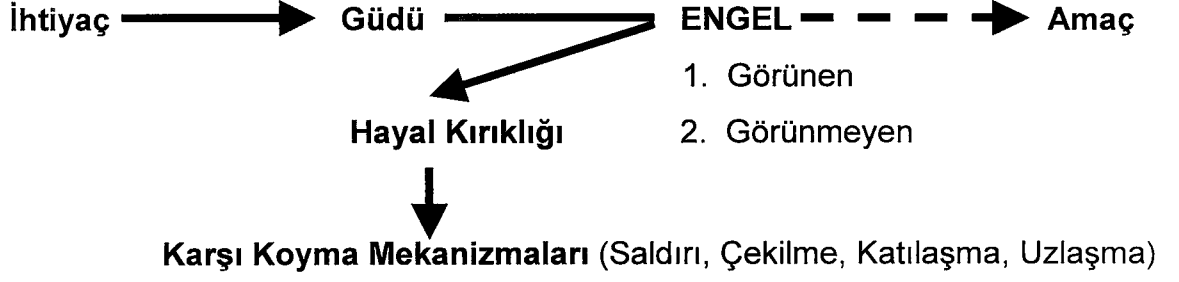 İhtiyaç Güdü ENGEL Amaç
1. Görünen
Hayal Kırıklığı 2. Görünmeyen
Karşı Koyma Mekanizmaları (Saldırı, Çekilme, Katılaşma, Uzlaşma)